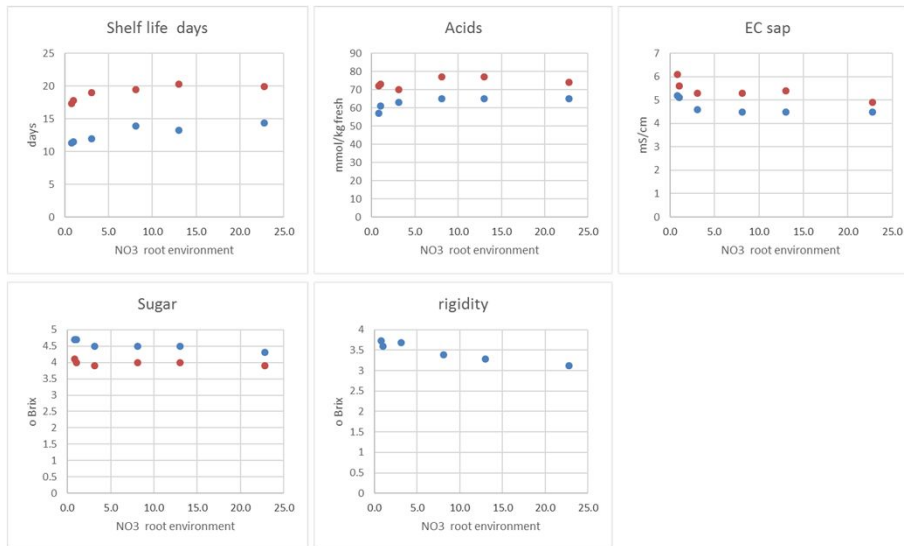 Shelf life days
25
20
15
10
5
0
days
0.0 5.0 10.0 15.0 20.0 25.0
NO3 root environment
Acids
90
80
70
60
50
40
30
20
10
0
mmol/kg fresh
0.0 5.0 10.0 15.0 20.0 25.0
NO3 root environment
EC sap
7
6
5
4
3
2
1
0
mS/cm
0.0 5.0 10.0 15.0 20.0 25.0
NO3 root environment
Sugar
5
4.5
4
3.5
3
2.5
2
1.5
1
0.5
0
o Brix
0.0 5.0 10.0 15.0 20.0 25.0
NO3 root environment
rigidity
4
3.5
3
2.5
2
1.5
1
0.5
0
o Brix
0.0 5.0 10.0 15.0 20.0 25.0
NO3 root environment